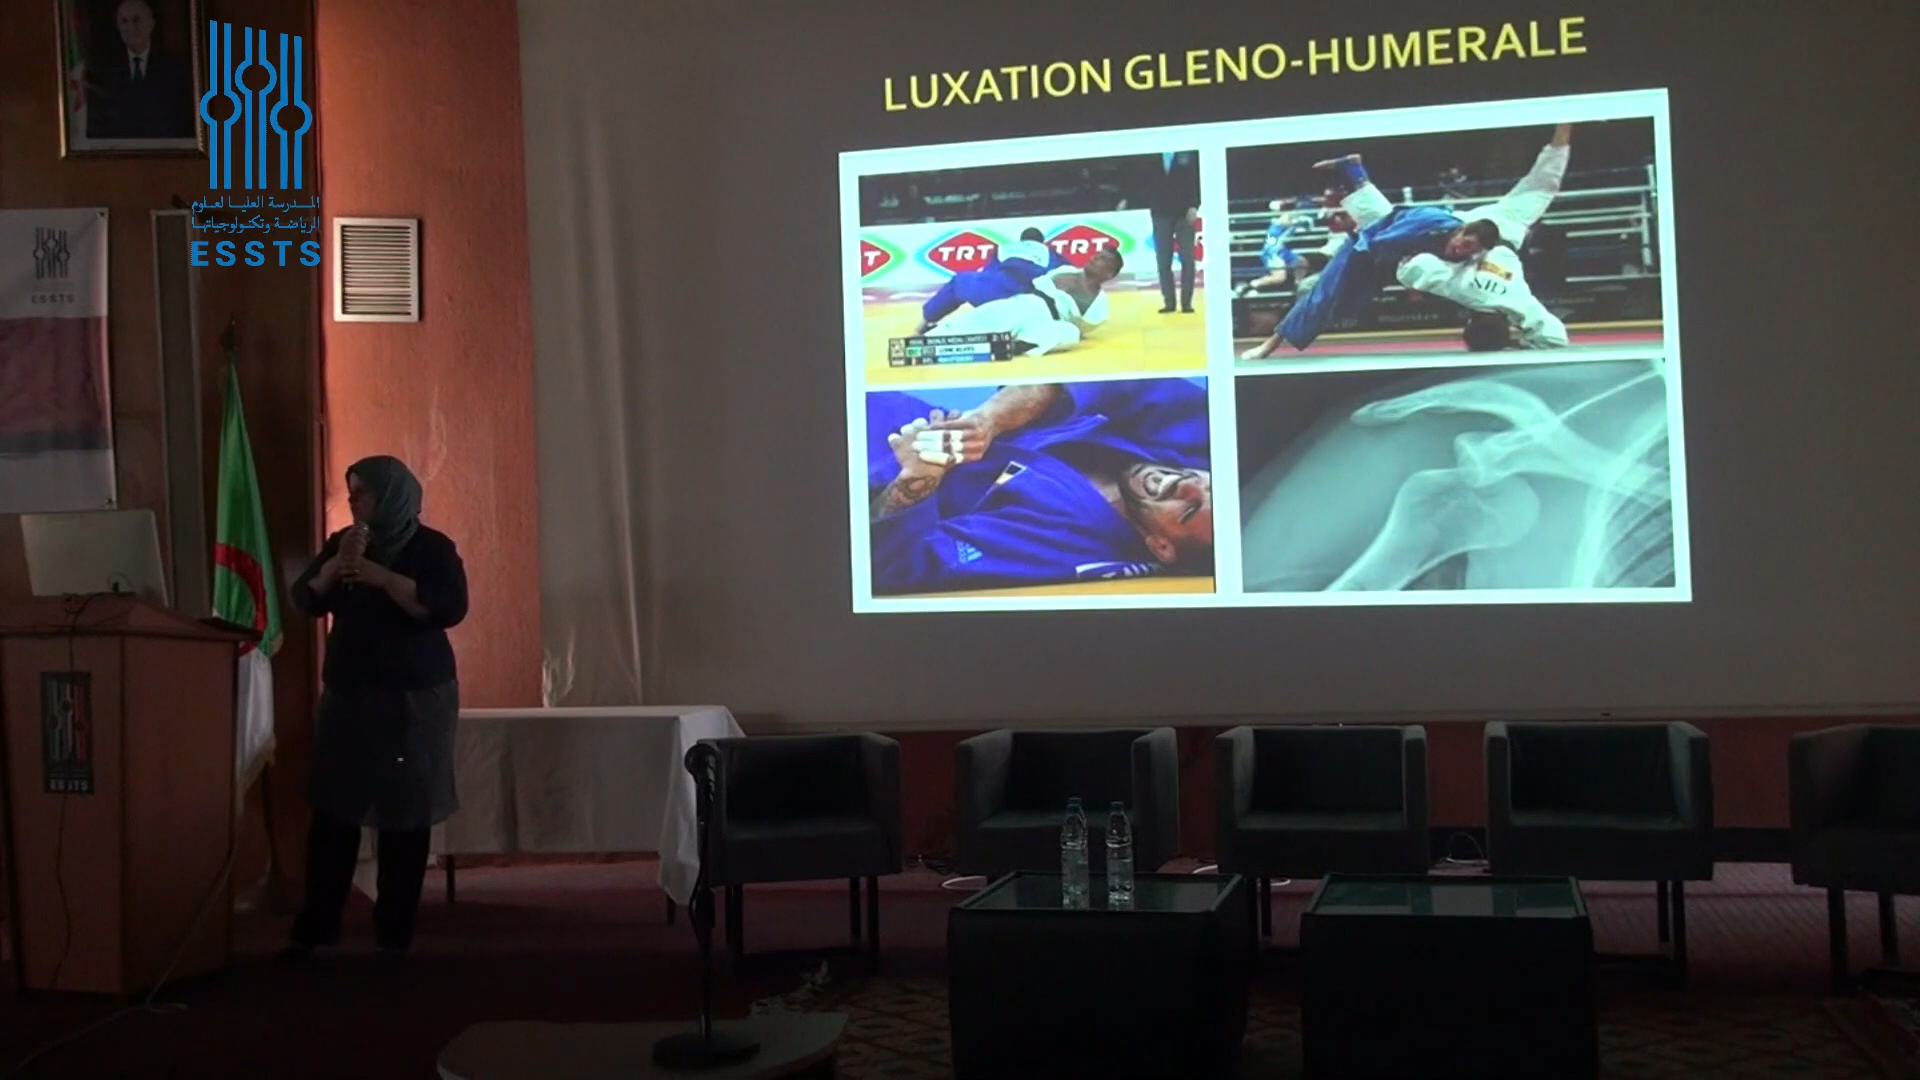 LUXATION GLENO-HUMERALE
المدرسة العليا لعلوم
الرياضة وتكنولوجياتها
ESSTS
ESSTS
TRT
TRT
ESSTS